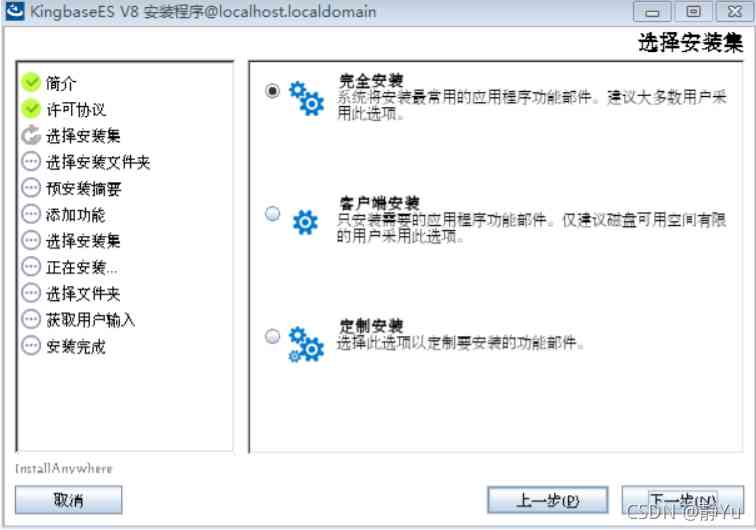 KingbaseES V8 安装程序@localhost.localdomain
选择安装集
简介
许可协议
选择安装集
选择安装文件夹
预安装摘要
添加功能
选择安装集
正在安装...
选择文件夹
获取用户输入
安装完成
完全安装
系统将安装最常用的应用程序功能部件。建议大多数用户采
用此选项。
客户端安装
只安装需要的应用程序功能部件。仅建议磁盘可用空间有限
的用户采用此选项。
定制安装
选择此选项以定制要安装的功能部件。
InstallAnywhere
取消
上一步(P)
下一步(N)
CSDN @静Yu